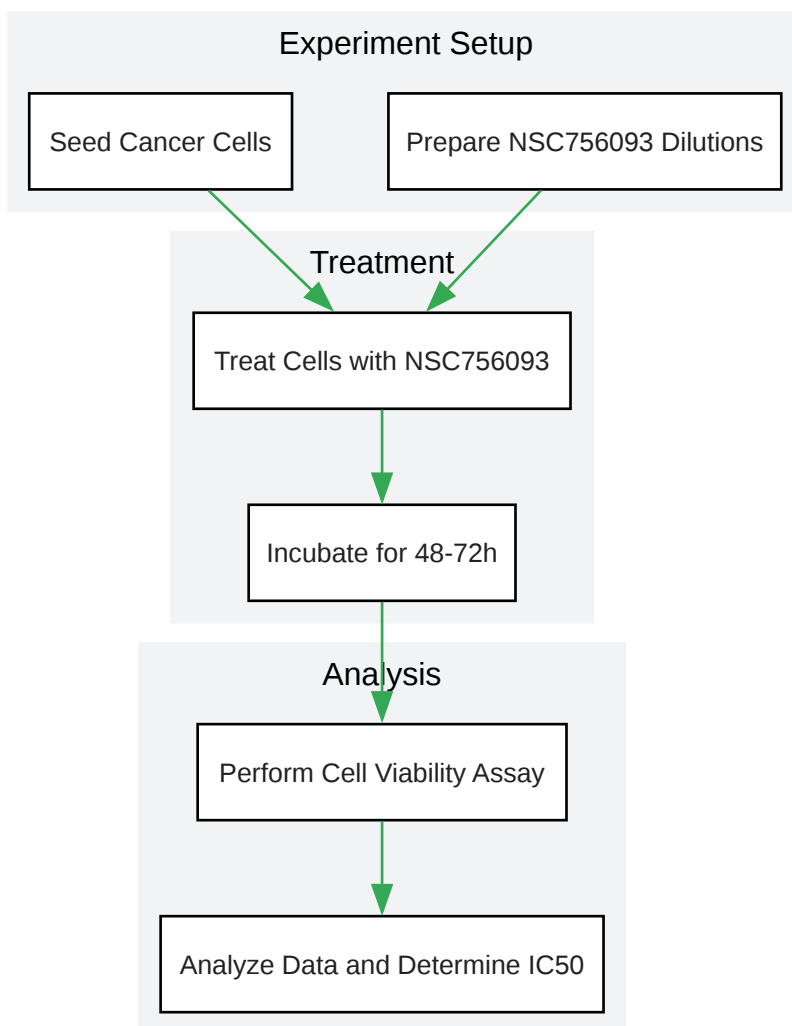 Experiment Setup
Seed Cancer Cells
Prepare NSC756093 Dilutions
Treatment
Treat Cells with NSC756093
Incubate for 48-72h
Analysis
Perform Cell Viability Assay
Analyze Data and Determine IC50